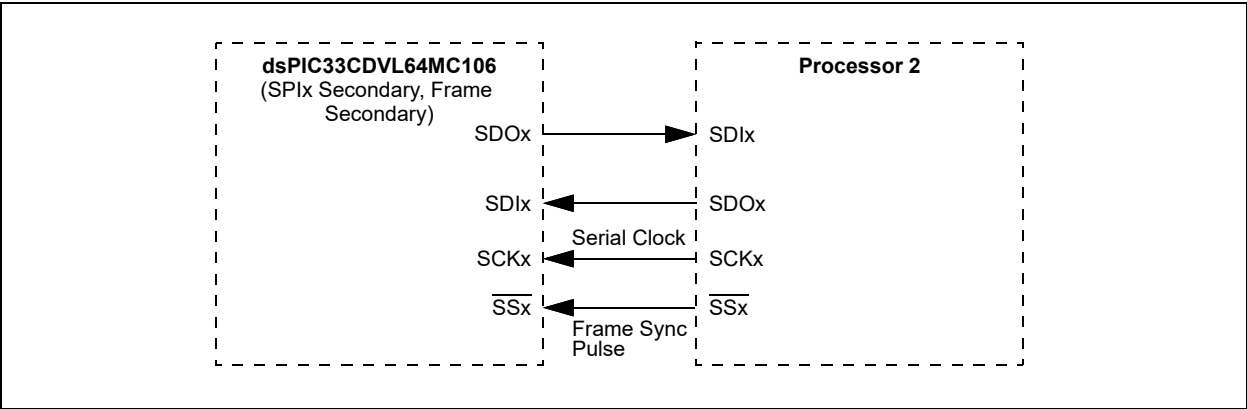 dsPIC33CDVL64MC106
(SPIx Secondary, Frame
Secondary)
Processor 2
SDOx
SDIx
SDIx
SDOx
Serial Clock
SCKx
SCKx
SSx
SSx
Frame Sync
Pulse